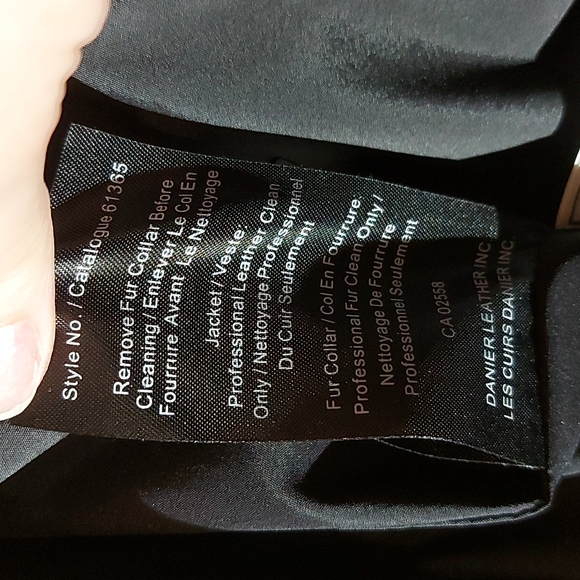 Style No. / Catalogue 61365
Remove Fur Collar Before
Cleaning / Enlever Le Col En
Fourrure Avant Le Nettoyage
Jacket / Veste:
Professional Leather Clean
Only / Nettoyage Professionnel
Du Cuir Seulement
Fur Collar / Col En Fourrure:
Professional Fur Clean Only /
Nettoyage De Fourrure
Professionnel Seulement
CA 02558
DANIER LEATHER INC.
LES CUIRS DANIER INC.